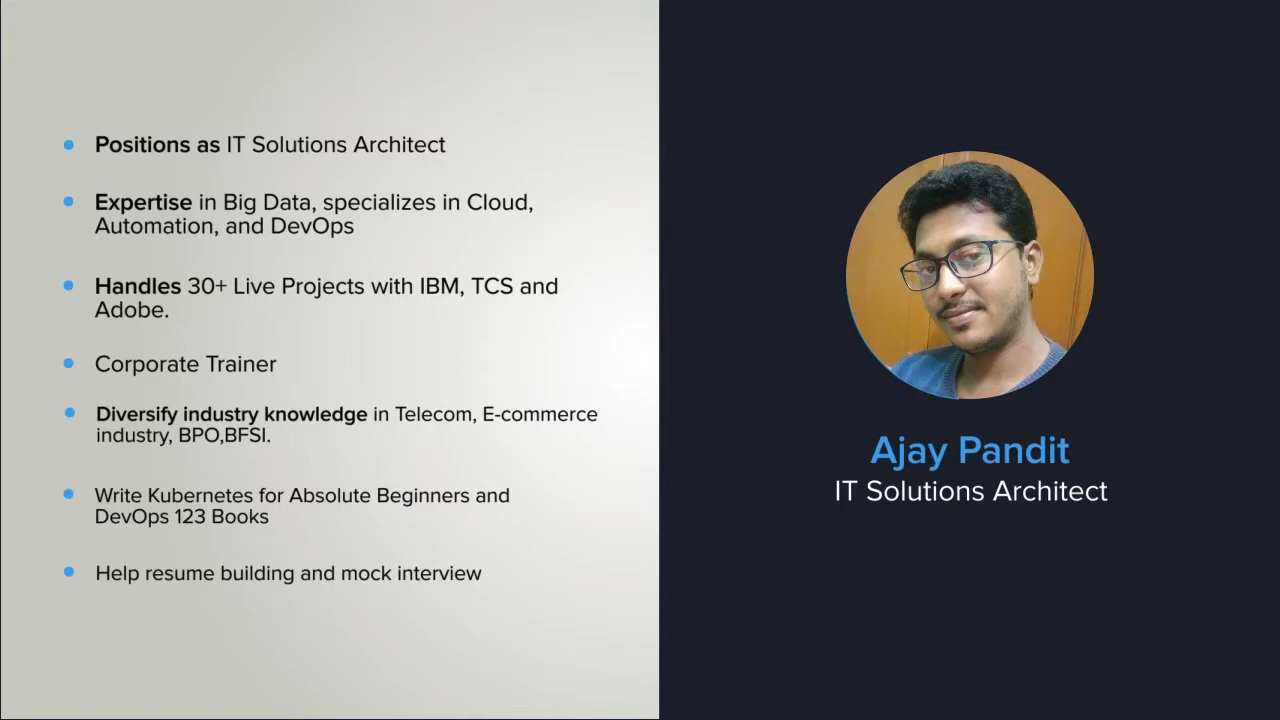 Positions as IT Solutions Architect
Expertise in Big Data, specializes in Cloud,
Automation, and DevOps
Handles 30+ Live Projects with IBM, TCS and
Adobe.
Corporate Trainer
Diversify industry knowledge in Telecom, E-commerce
industry, BPO,BFSI.
Write Kubernetes for Absolute Beginners and
DevOps 123 Books
Help resume building and mock interview
Ajay Pandit
IT Solutions Architect